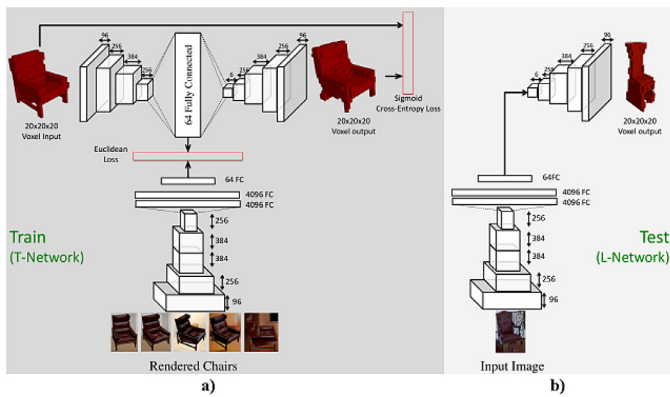 96
256
384
256
64 Fully Connected
6
256
384
256
96
20x20x20
Voxel Input
20x20x20
Voxel output
Sigmoid
Cross-Entropy Loss
Euclidean
Loss
64 FC
4096 FC
4096 FC
256
384
384
256
96
Train
(T-Network)
Rendered Chairs
a)
96
256
384
256
6
20x20x20
Voxel output
64FC
4096 FC
4096 FC
256
384
384
256
96
Test
(L-Network)
Input Image
b)